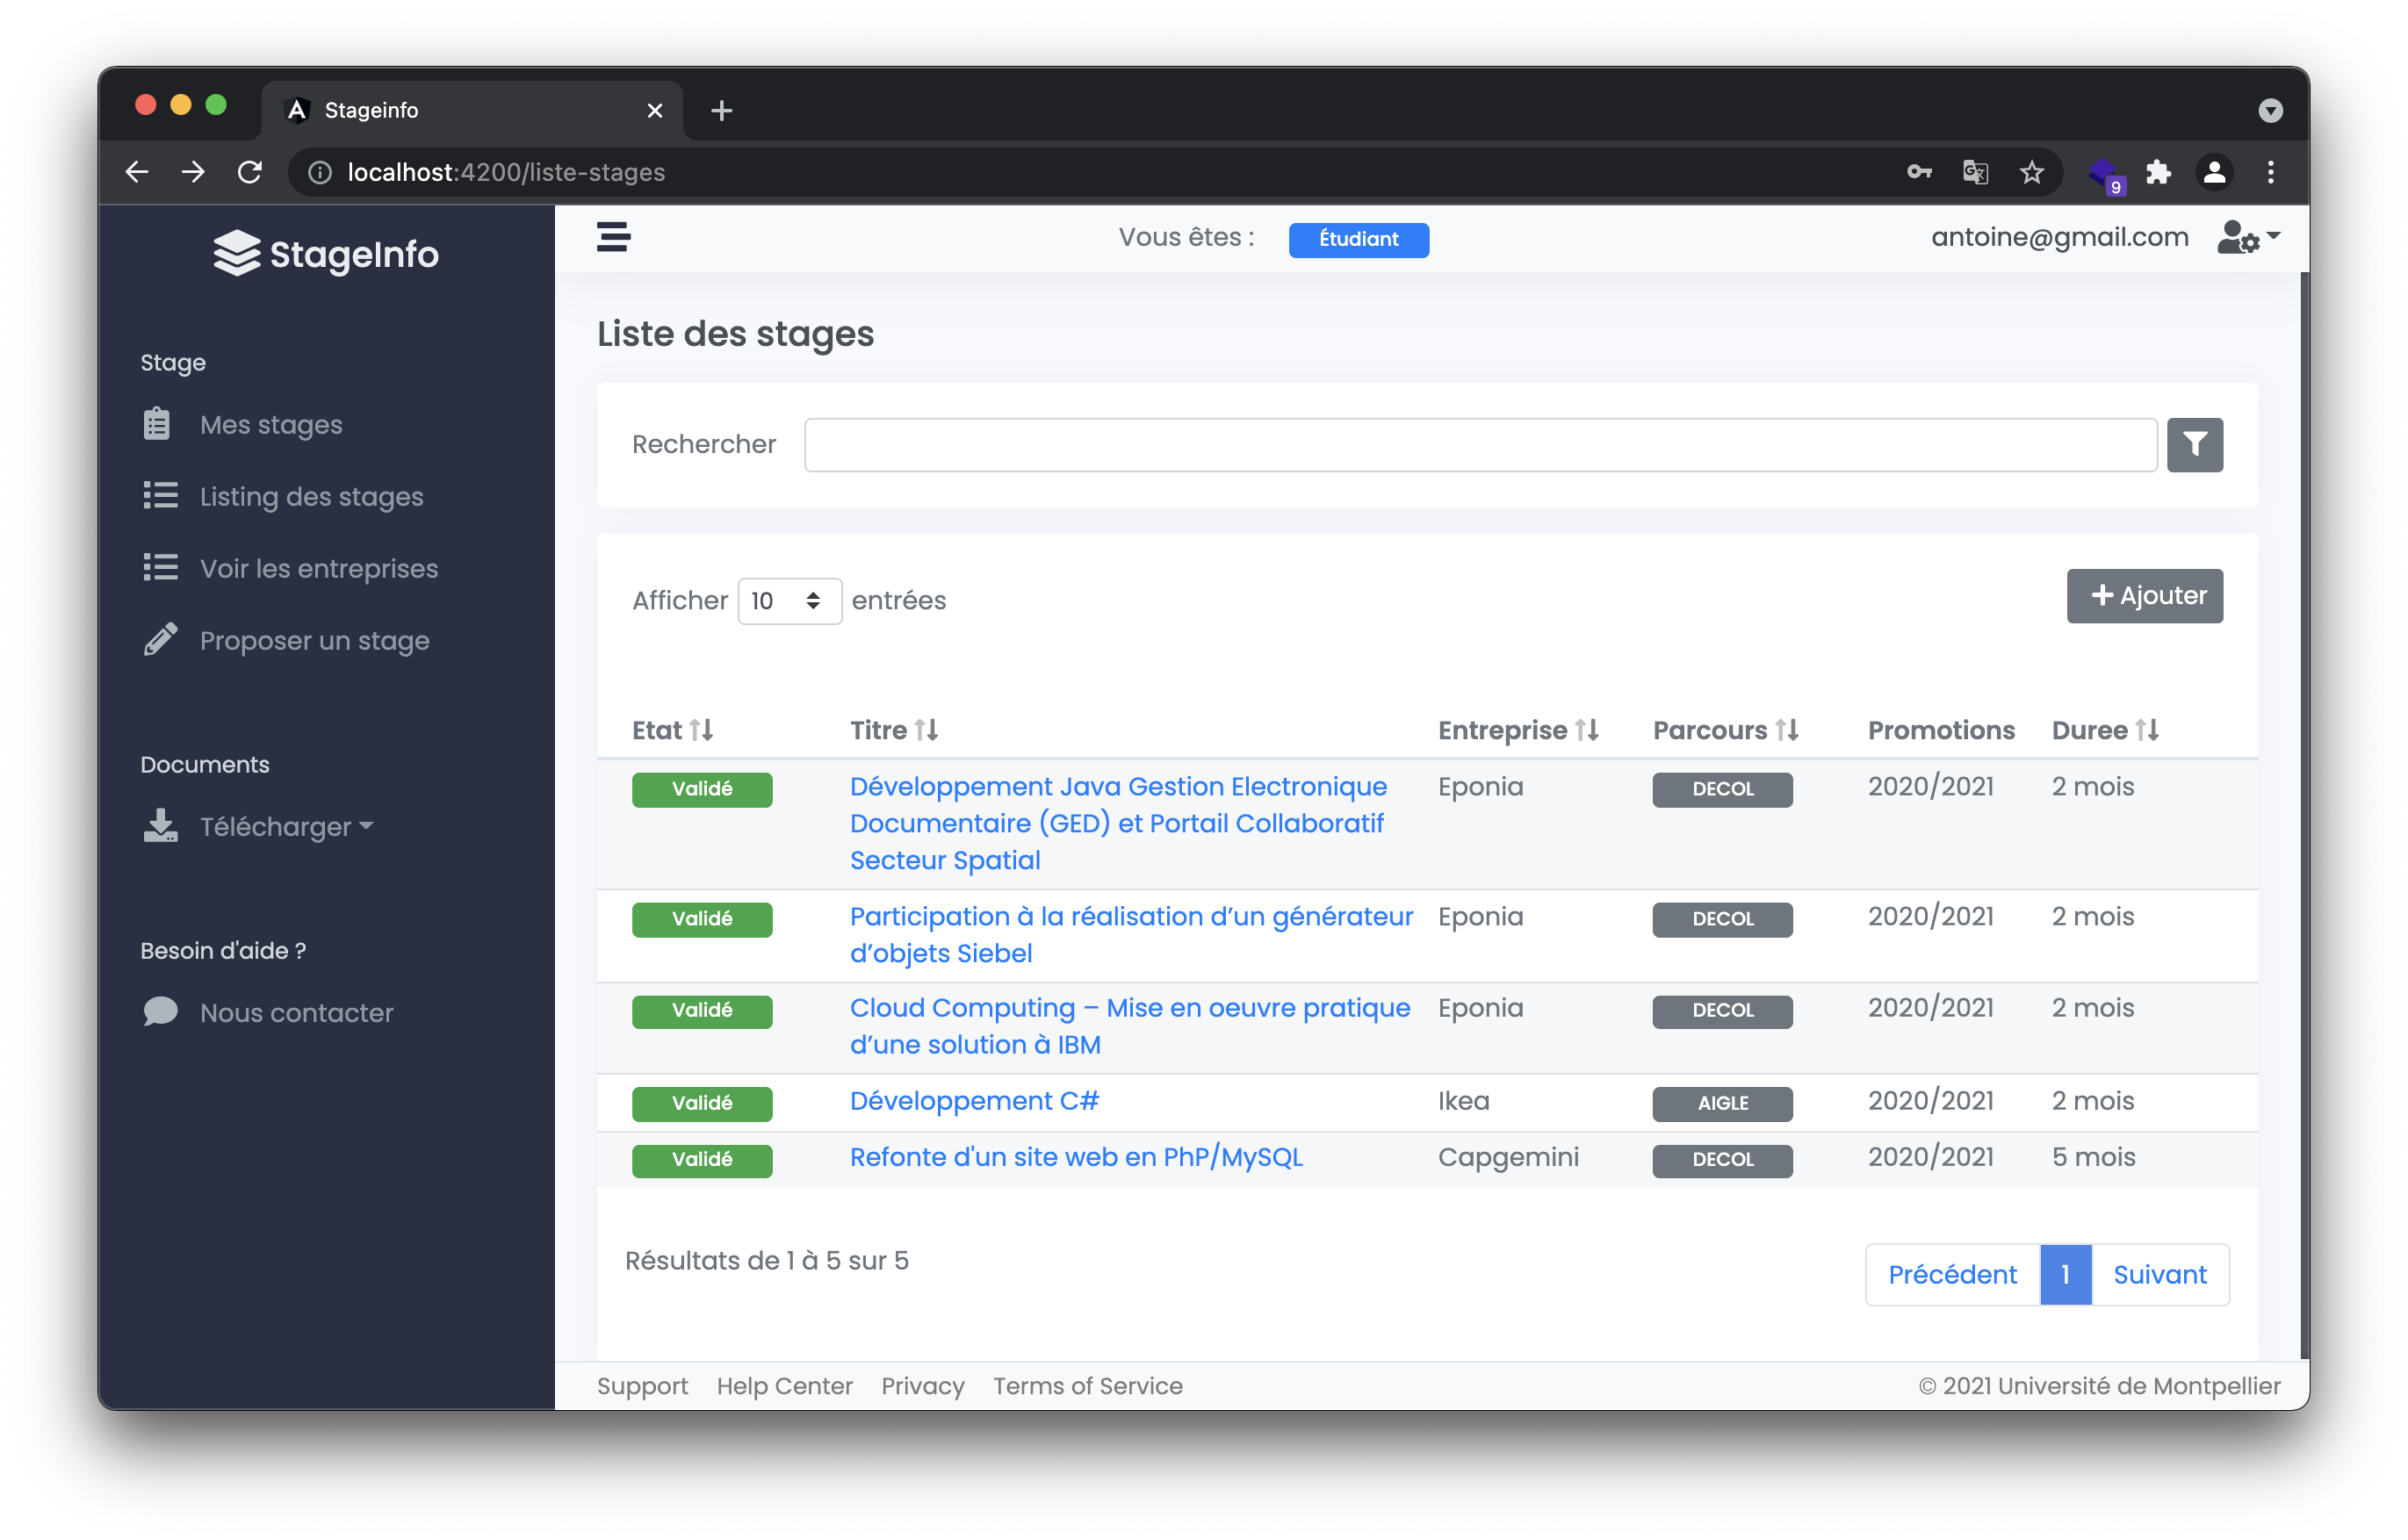 Stageinfo
localhost:4200/liste-stages
9
StageInfo
Vous êtes :
Étudiant
antoine@gmail.com
Stage
Mes stages
Listing des stages
Voir les entreprises
Proposer un stage
Documents
Télécharger
Besoin d'aide ?
Nous contacter
Liste des stages
Rechercher
Afficher 10 entrées
Ajouter
Etat Titre Entreprise Parcours Promotions Duree
Validé Développement Java Gestion Electronique Eponia DECOL 2020/2021 2 mois
Documentaire (GED) et Portail Collaboratif
Secteur Spatial
Validé Participation à la réalisation d’un générateur Eponia DECOL 2020/2021 2 mois
d’objets Siebel
Validé Cloud Computing – Mise en oeuvre pratique Eponia DECOL 2020/2021 2 mois
d’une solution à IBM
Validé Développement C# Ikea AIGLE 2020/2021 2 mois
Validé Refonte d'un site web en PhP/MySQL Capgemini DECOL 2020/2021 5 mois
Résultats de 1 à 5 sur 5
Précédent 1 Suivant
Support Help Center Privacy Terms of Service
© 2021 Université de Montpellier